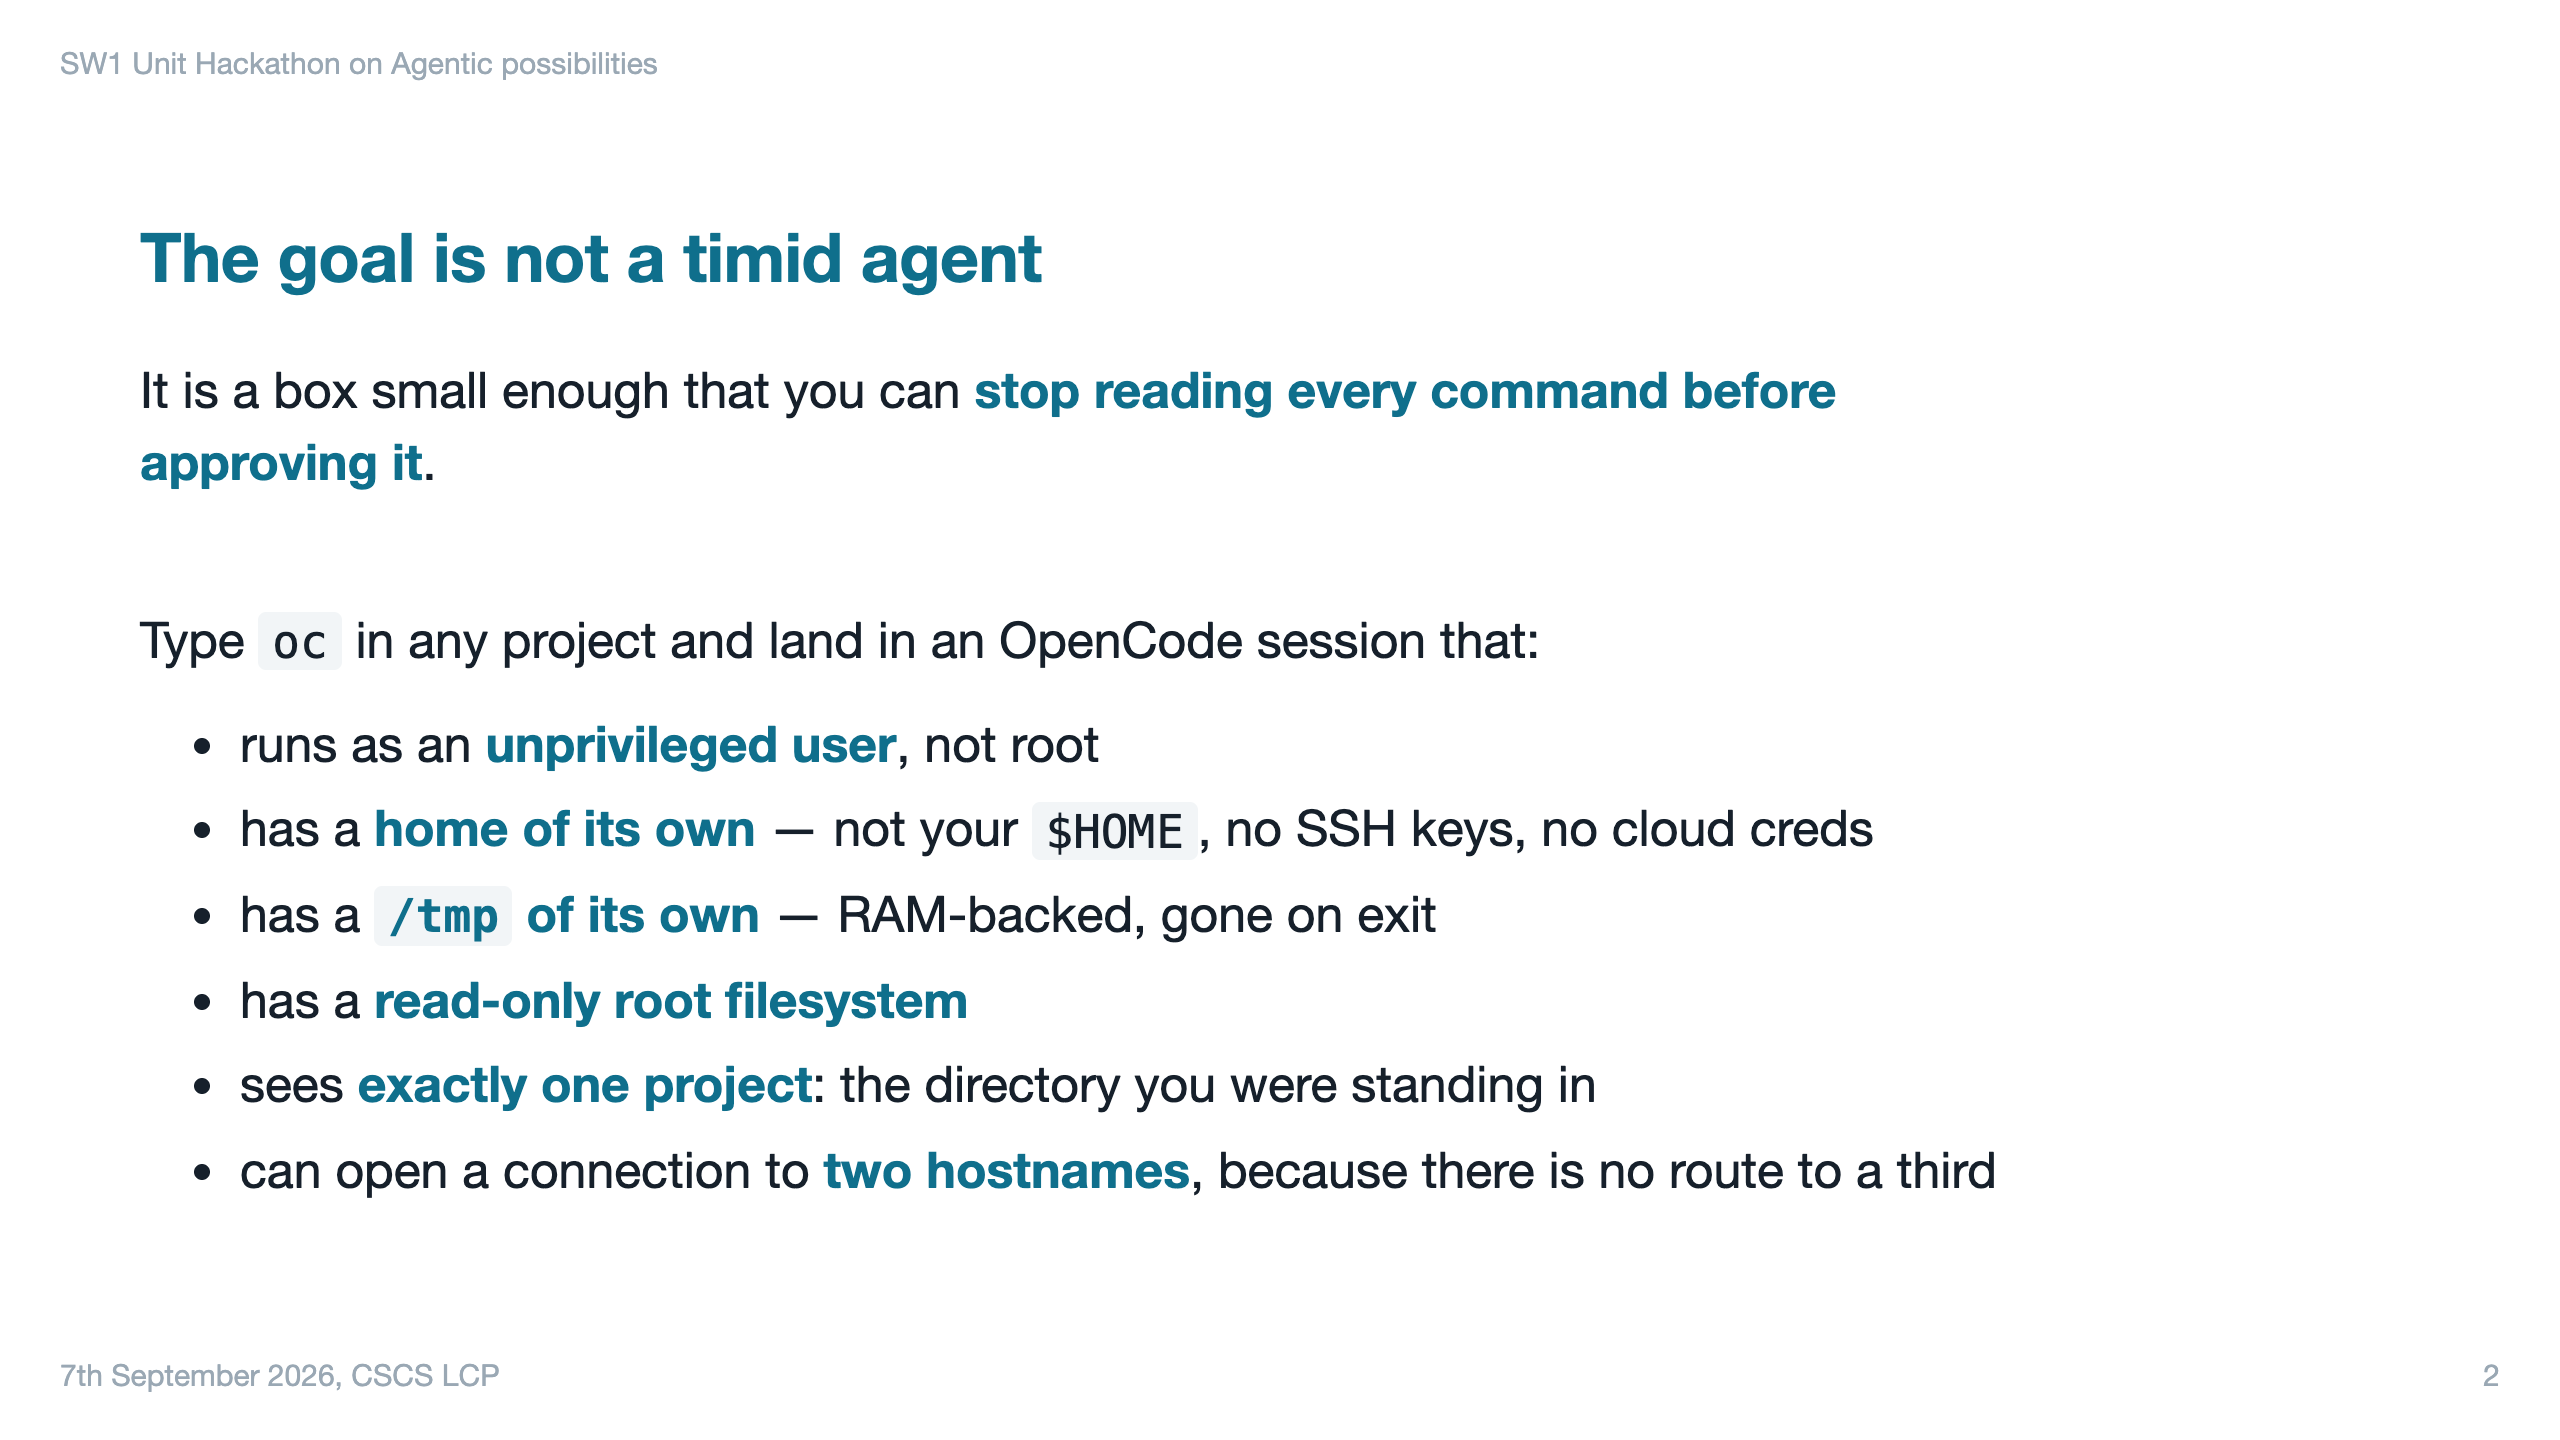 SW1 Unit Hackathon on Agentic possibilities
The goal is not a timid agent
It is a box small enough that you can stop reading every command before
approving it.
Type oc in any project and land in an OpenCode session that:
• runs as an unprivileged user, not root
• has a home of its own — not your $HOME, no SSH keys, no cloud creds
• has a /tmp of its own — RAM-backed, gone on exit
• has a read-only root filesystem
• sees exactly one project: the directory you were standing in
• can open a connection to two hostnames, because there is no route to a third
7th September 2026, CSCS LCP
2